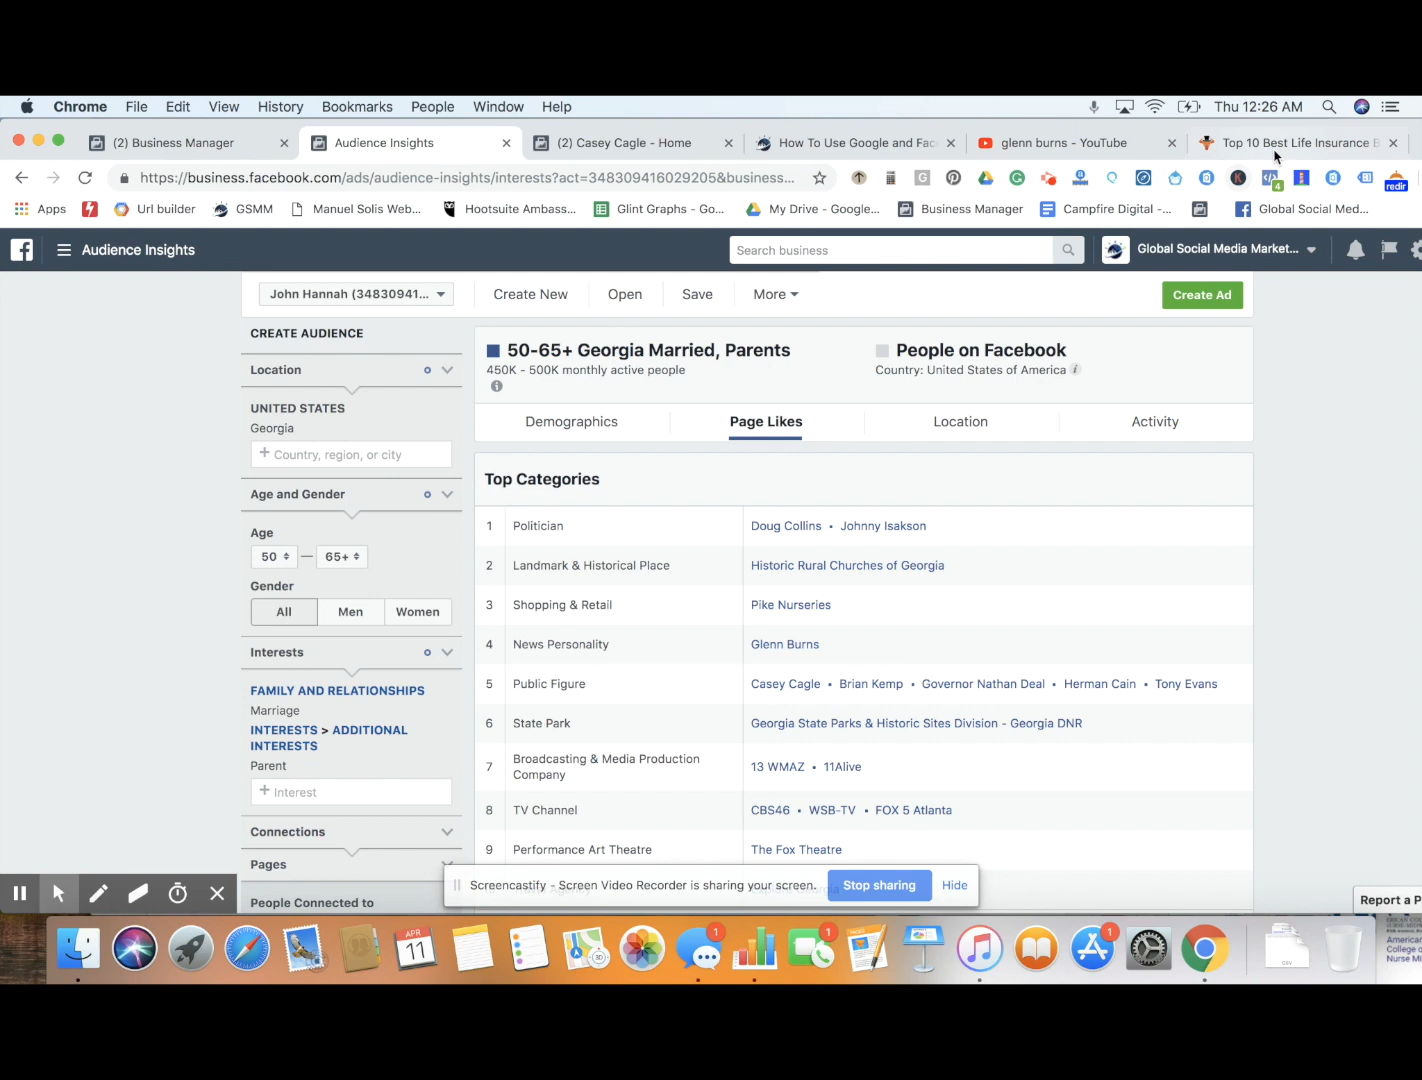 Chrome File Edit View History Bookmarks People Window Help Thu 12:26 AM
(2) Business Manager Audience Insights (2) Casey Cagle - Home How To Use Google and Fac glenn burns - YouTube Top 10 Best Life Insurance B
https://business.facebook.com/ads/audience-insights/interests?act=348309416029205&business... G K 4 redir
Apps Url builder GSMM Manuel Solis Web... Hootsuite Ambass... Glint Graphs - Go... My Drive - Google... Business Manager Campfire Digital -... Global Social Med...
Audience Insights Search business Global Social Media Market...
John Hannah (34830941... Create New Open Save More Create Ad
CREATE AUDIENCE
50-65+ Georgia Married, Parents People on Facebook
Location 450K - 500K monthly active people Country: United States of America
UNITED STATES
Georgia
Demographics Page Likes Location Activity
+ Country, region, or city
Top Categories
Age and Gender
Age
50 — 65+
Gender
All Men Women
Interests
FAMILY AND RELATIONSHIPS
Marriage
INTERESTS > ADDITIONAL
INTERESTS
Parent
+ Interest
Connections
Pages
People Connected to
1 Politician Doug Collins • Johnny Isakson
2 Landmark & Historical Place Historic Rural Churches of Georgia
3 Shopping & Retail Pike Nurseries
4 News Personality Glenn Burns
5 Public Figure Casey Cagle • Brian Kemp • Governor Nathan Deal • Herman Cain • Tony Evans
6 State Park Georgia State Parks & Historic Sites Division - Georgia DNR
7 Broadcasting & Media Production
Company 13 WMAZ • 11Alive
8 TV Channel CBS46 • WSB-TV • FOX 5 Atlanta
9 Performance Art Theatre The Fox Theatre
Screencastify - Screen Video Recorder is sharing your screen. Stop sharing Hide
Report a P
APR
11
1
1
1
3D
CSV
American
College o
Nurse Mi